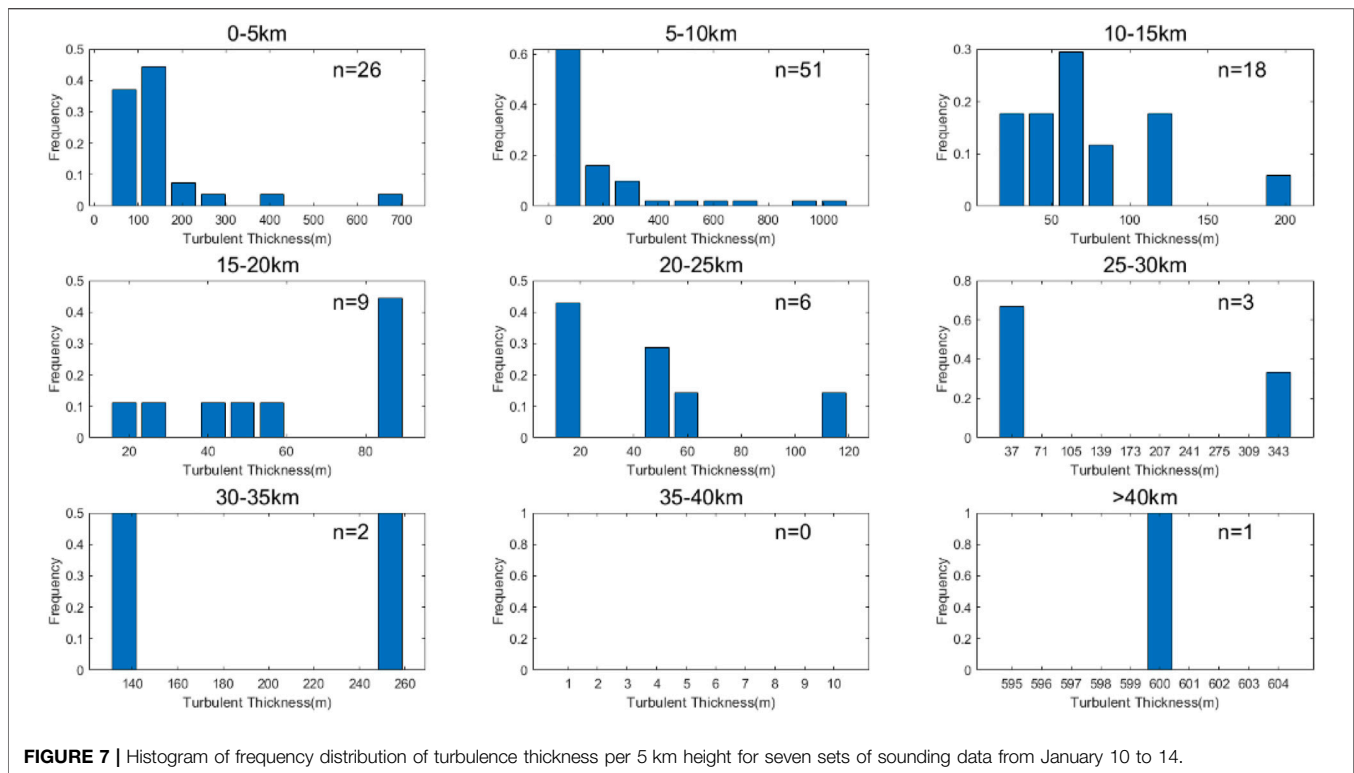 0-5km
n=26
Frequency
0.5
0.4
0.3
0.2
0.1
0
0 100 200 300 400 500 600 700
Turbulent Thickness(m)
5-10km
n=51
Frequency
0.6
0.4
0.2
0
0 200 400 600 800 1000
Turbulent Thickness(m)
10-15km
n=18
Frequency
0.3
0.2
0.1
0
50 100 150 200
Turbulent Thickness(m)
15-20km
n=9
Frequency
0.5
0.4
0.3
0.2
0.1
0
20 40 60 80
Turbulent Thickness(m)
20-25km
n=6
Frequency
0.5
0.4
0.3
0.2
0.1
0
20 40 60 80 100 120
Turbulent Thickness(m)
25-30km
n=3
Frequency
0.8
0.6
0.4
0.2
0
37 71 105 139 173 207 241 275 309 343
Turbulent Thickness(m)
30-35km
n=2
Frequency
0.5
0.4
0.3
0.2
0.1
0
140 160 180 200 220 240 260
Turbulent Thickness(m)
35-40km
n=0
Frequency
1
0.8
0.6
0.4
0.2
0
1 2 3 4 5 6 7 8 9 10
Turbulent Thickness(m)
>40km
n=1
Frequency
1
0.8
0.6
0.4
0.2
0
595 596 597 598 599 600 601 602 603 604
Turbulent Thickness(m)
FIGURE 7 | Histogram of frequency distribution of turbulence thickness per 5 km height for seven sets of sounding data from January 10 to 14.